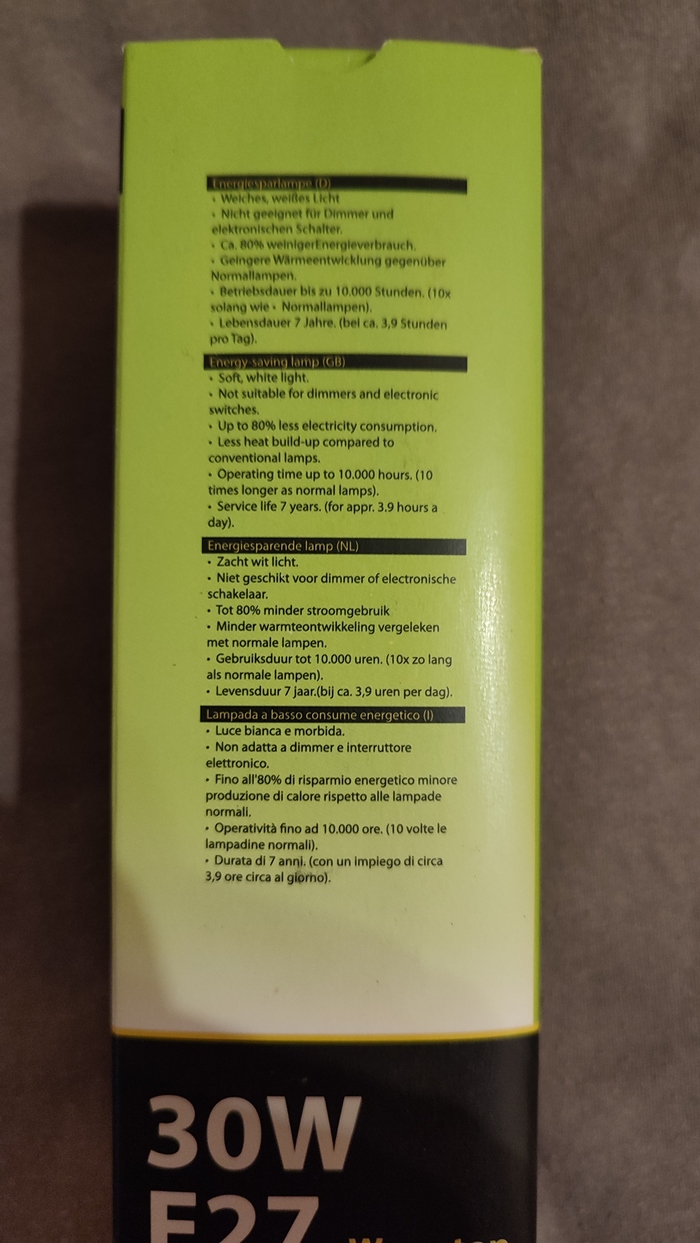 Energiesparlampe (D)
• Weiches, weißes Licht
• Nicht geeignet für Dimmer und
elektronischen Schalter.
• Ca. 80% weinigerEnergieverbrauch.
• Geingere Wärmeentwicklung gegenüber
Normallampen.
• Betriebsdauer bis zu 10.000 Stunden. (10x
solang wie • Normallampen).
• Lebensdauer 7 Jahre. (bei ca. 3,9 Stunden
pro Tag).
Energy-saving lamp (GB)
• Soft, white light.
• Not suitable for dimmers and electronic
switches.
• Up to 80% less electricity consumption.
• Less heat build-up compared to
conventional lamps.
• Operating time up to 10.000 hours. (10
times longer as normal lamps).
• Service life 7 years. (for appr. 3.9 hours a
day).
Energiesparende lamp (NL)
• Zacht wit licht.
• Niet geschikt voor dimmer of electronische
schakelaar.
• Tot 80% minder stroomgebruik
• Minder warmteontwikkeling vergeleken
met normale lampen.
• Gebruiksduur tot 10.000 uren. (10x zo lang
als normale lampen).
• Levensduur 7 jaar.(bij ca. 3,9 uren per dag).
Lampada a basso consume energetico (I)
• Luce bianca e morbida.
• Non adatta a dimmer e interruttore
elettronico.
• Fino all'80% di risparmio energetico minore
produzione di calore rispetto alle lampade
normali.
• Operatività fino ad 10.000 ore. (10 volte le
lampadine normali).
• Durata di 7 anni. (con un impiego di circa
3,9 ore circa al giorno).
30W
E27